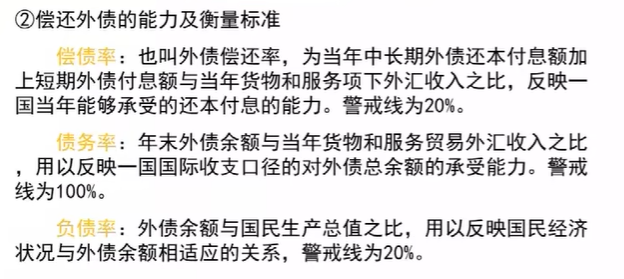 ②偿还外债的能力及衡量标准
偿债率：也叫外债偿还率，为当年中长期外债还本付息额加
上短期外债付息额与当年货物和服务项下外汇收入之比，反映一
国当年能够承受的还本付息的能力。警戒线为20%。
债务率：年末外债余额与当年货物和服务贸易外汇收入之比
，用以反映一国国际收支口径的对外债总余额的承受能力。警戒
线为100%。
负债率：外债余额与国民生产总值之比，用以反映国民经济
状况与外债余额相适应的关系，警戒线为20%。